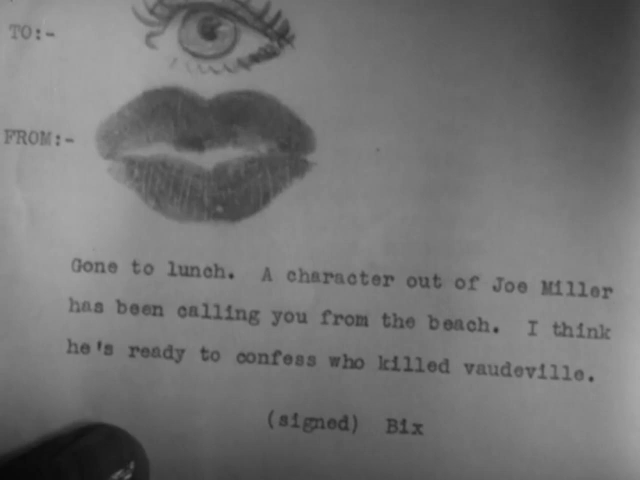 TO:-
FROM:-
Gone to lunch. A character out of Joe Miller
has been calling you from the beach. I think
he's ready to confess who killed vaudeville.
(signed) Bix